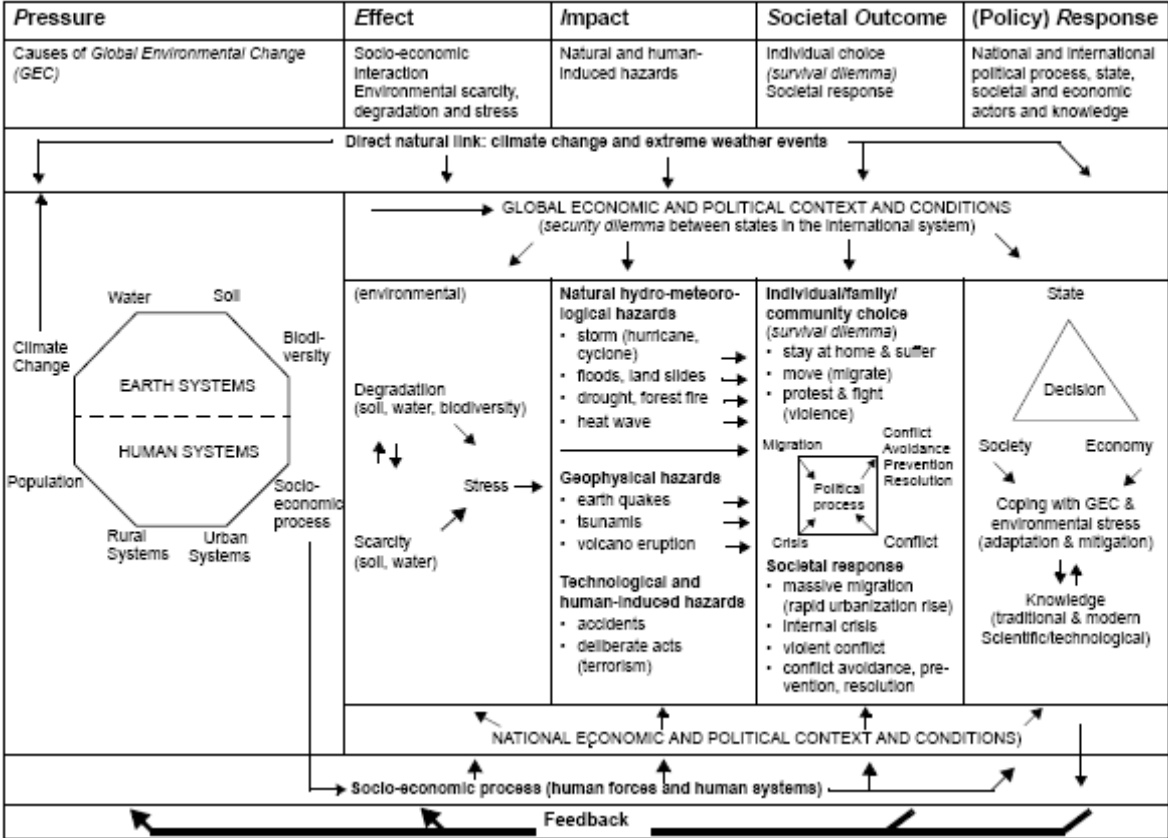 Pressure
Effect
Impact
Societal Outcome
(Policy) Response
Causes of Global Environmental Change
(GEC)
Socio-economic
Interaction
Environmental scarcity,
degradation and stress
Natural and human-
induced hazards
Individual choice
(survival dilemma)
Societal response
National and international
political process, state,
societal and economic
actors and knowledge
Direct natural link: climate change and extreme weather events
GLOBAL ECONOMIC AND POLITICAL CONTEXT AND CONDITIONS
(security dilemma between states in the international system)
Water
Soil
Climate
Change
Biodi-
versity
EARTH SYSTEMS
HUMAN SYSTEMS
Population
Socio-
economic
process
Rural
Systems
Urban
Systems
(environmental)
Degradatiion
(soil, water, biodiversity)
Stress
Scarcity
(soil, water)
Natural hydro-meteoro-
logical hazards
• storm (hurricane,
cyclone)
• floods, land slides
• drought, forest fire
• heat wave
Geophysical hazards
• earth quakes
• tsunamis
• volcano eruption
Technological and
human-induced hazards
• accidents
• deliberate acts
(terrorism)
Individual/family/
community choice
(survival dilemma)
• stay at home & suffer
• move (migrate)
• protest & fight
(violence)
Migration
Conflict
Avoidance
Prevention
Resolution
Political
process
Crisis
Conflict
Societal response
• massive migration
(rapid urbanization rise)
• internal crisis
• violent conflict
• conflict avoidance, pre-
vention, resolution
State
Decision
Society
Economy
Coping with GEC &
environmental stress
(adaptation & mitigation)
Knowledge
(traditional & modern
Scientific/technological)
NATIONAL ECONOMIC AND POLITICAL CONTEXT AND CONDITIONS)
Socio-economic process (human forces and human systems)
Feedback